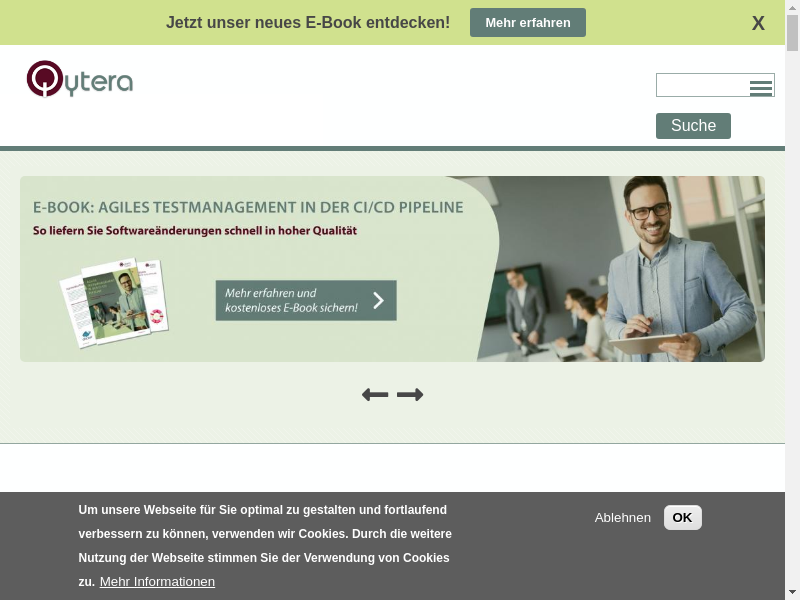 Jetzt unser neues E-Book entdecken!
Mehr erfahren
X
Qytera
Suche
E-BOOK: AGILES TESTMANAGEMENT IN DER CI/CD PIPELINE
So liefern Sie Softwareänderungen schnell in hoher Qualität
Mehr erfahren und
kostenloses E-Book sichern!
Um unsere Webseite für Sie optimal zu gestalten und fortlaufend
verbessern zu können, verwenden wir Cookies. Durch die weitere
Nutzung der Webseite stimmen Sie der Verwendung von Cookies
zu. Mehr Informationen
Ablehnen
OK